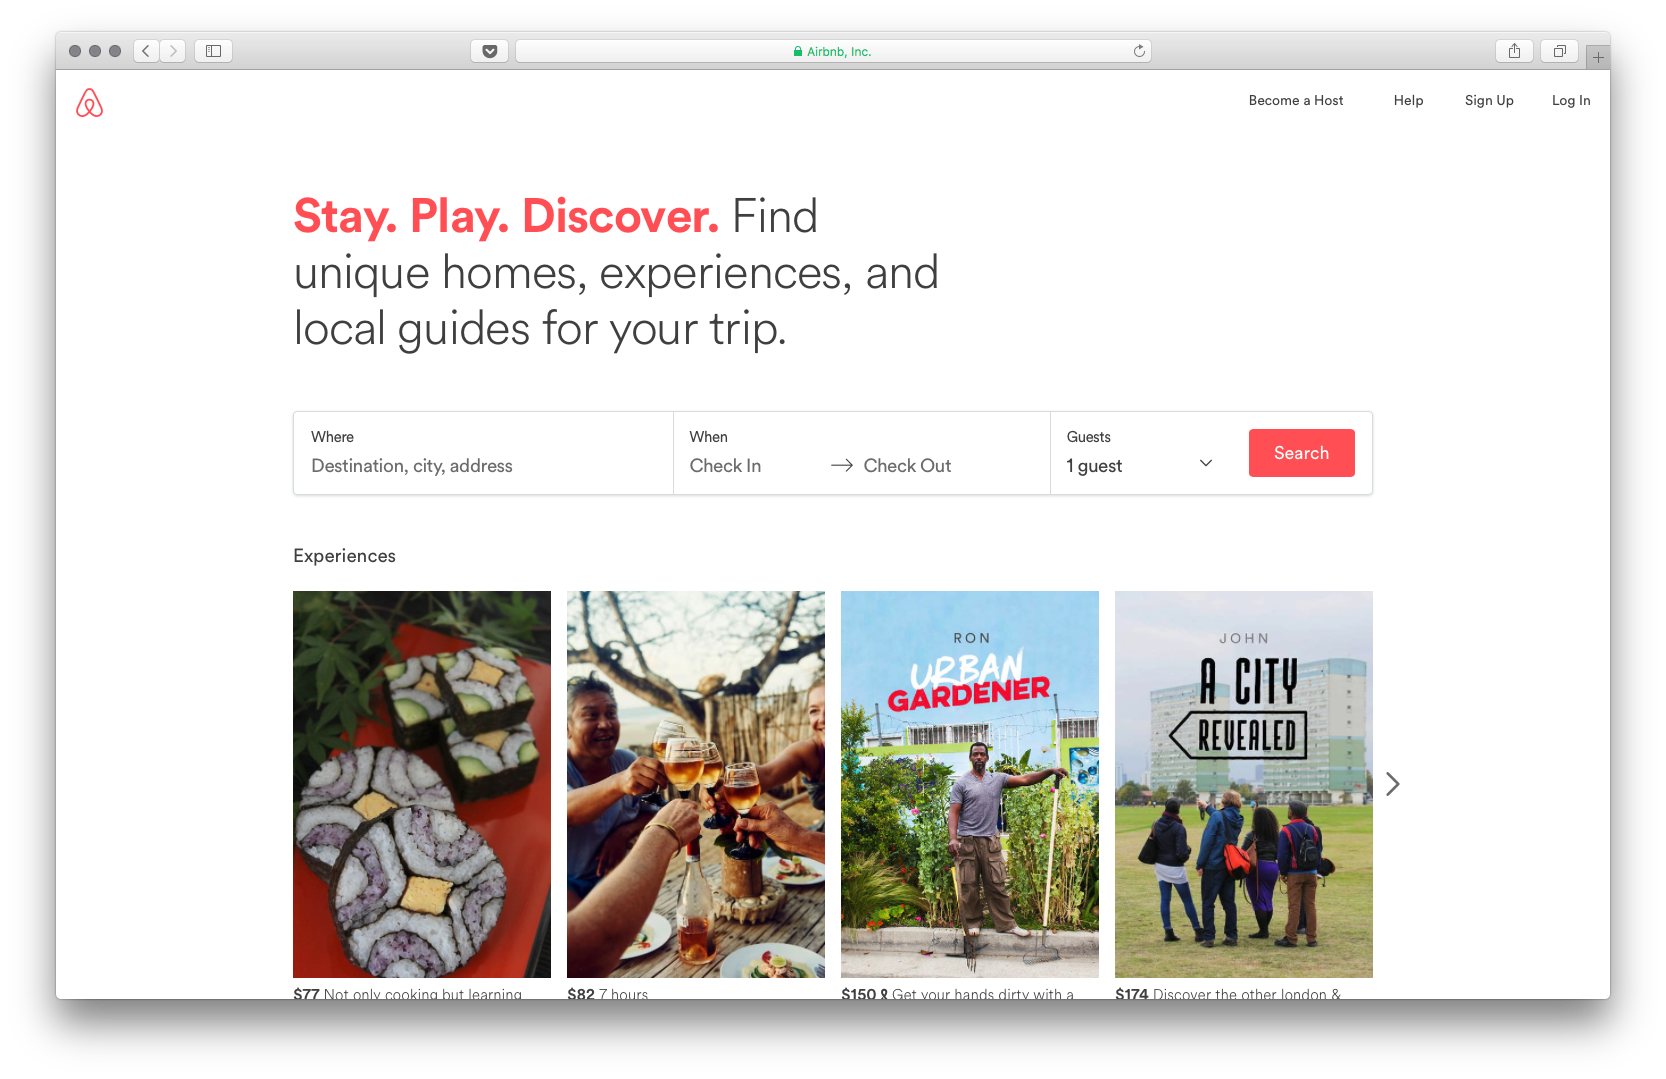 Airbnb, Inc.
Become a Host Help Sign Up Log In
Stay. Play. Discover. Find
unique homes, experiences, and
local guides for your trip.
Where
Destination, city, address
When
Check In → Check Out
Guests
1 guest
Search
Experiences
RON
URBAN
GARDENER
JOHN
A CITY
REVEALED
$77 Not only cooking but learning
$82 7 hours
$150 Get your hands dirty with a
$174 Discover the other london &